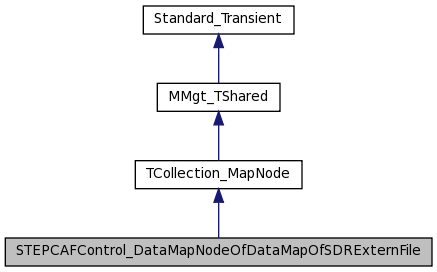 Standard_Transient
MMgt_TShared
TCollection_MapNode
STEPCAFControl_DataMapNodeOfDataMapOfSDRExternFile